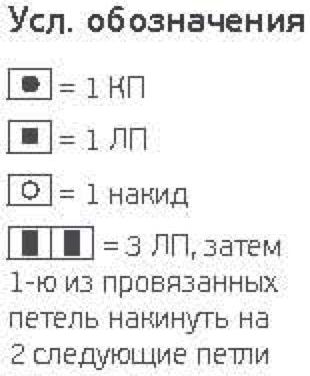 Усл. обозначения
= 1 КП
= 1 ЛП
= 1 накид
= 3 ЛП, затем
1-ю из провязанных
петель накинуть на
2 следующие петли